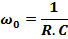 ω₀ = 1 / R.C